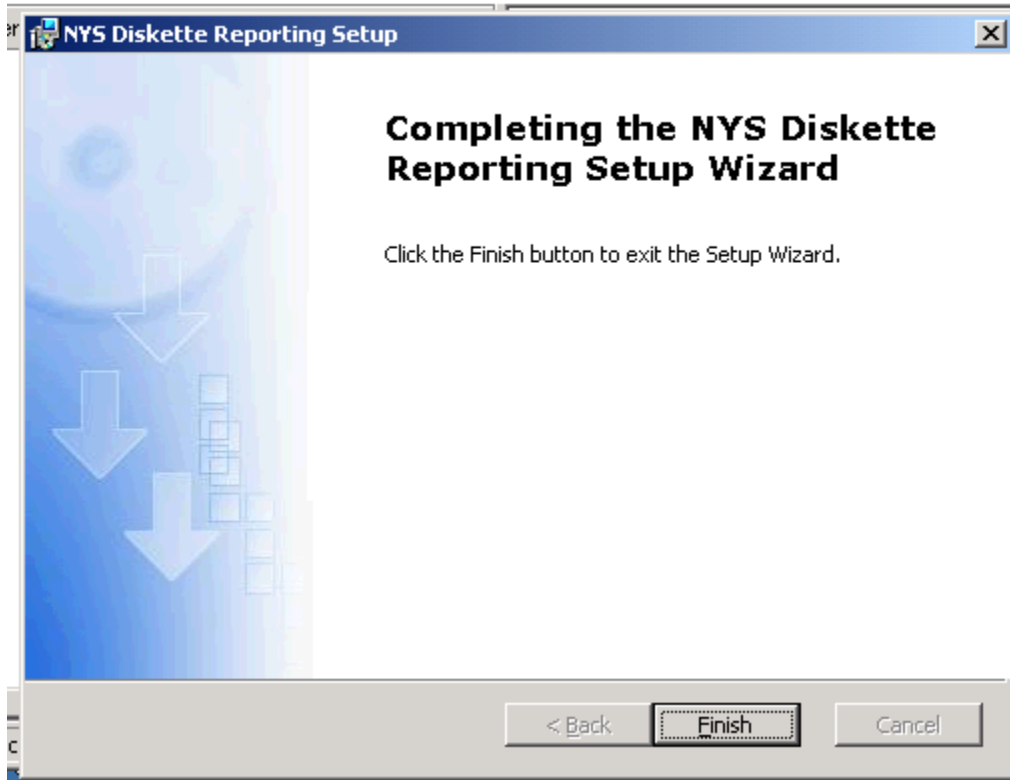 er
NYS Diskette Reporting Setup
Completing the NYS Diskette
Reporting Setup Wizard
Click the Finish button to exit the Setup Wizard.
< Back
Finish
Cancel
c